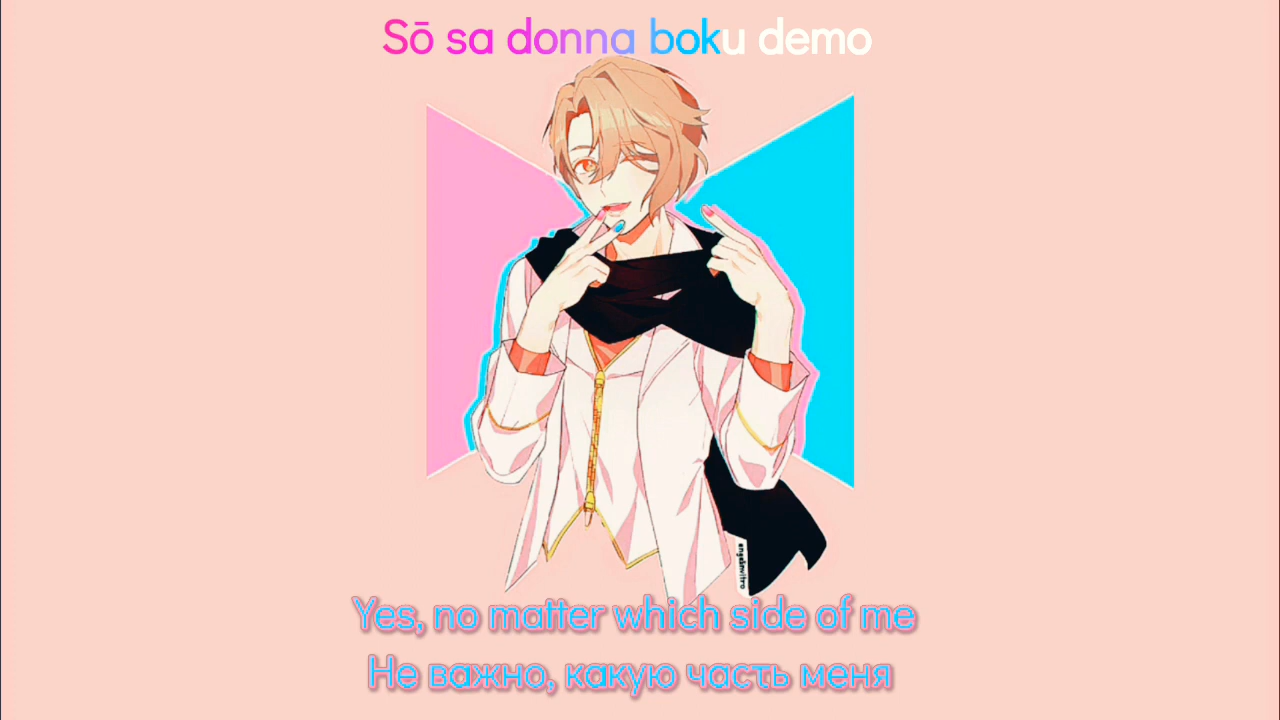 Sō sa donna boku demo
Yes, no matter which side of me
Не важно, какую часть меня